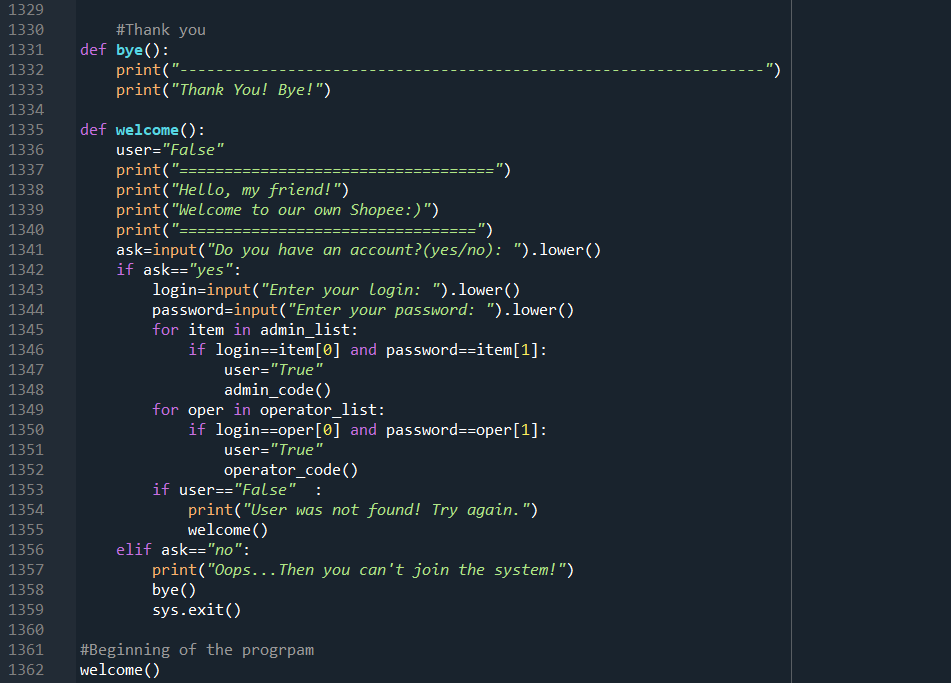 1329
1330         #Thank you
1331     def bye():
1332         print("-----------------------------------------------------------------")
1333         print("Thank You! Bye!")
1334
1335     def welcome():
1336         user="False"
1337         print("===================================")
1338         print("Hello, my friend!")
1339         print("Welcome to our own Shopee:)")
1340         print("=================================")
1341         ask=input("Do you have an account?(yes/no): ").lower()
1342         if ask=="yes":
1343             login=input("Enter your login: ").lower()
1344             password=input("Enter your password: ").lower()
1345             for item in admin_list:
1346                 if login==item[0] and password==item[1]:
1347                     user="True"
1348                     admin_code()
1349             for oper in operator_list:
1350                 if login==oper[0] and password==oper[1]:
1351                     user="True"
1352                     operator_code()
1353             if user=="False"  :
1354                 print("User was not found! Try again.")
1355                 welcome()
1356         elif ask=="no":
1357             print("Oops...Then you can't join the system!")
1358             bye()
1359             sys.exit()
1360
1361     #Beginning of the progrpam
1362     welcome()